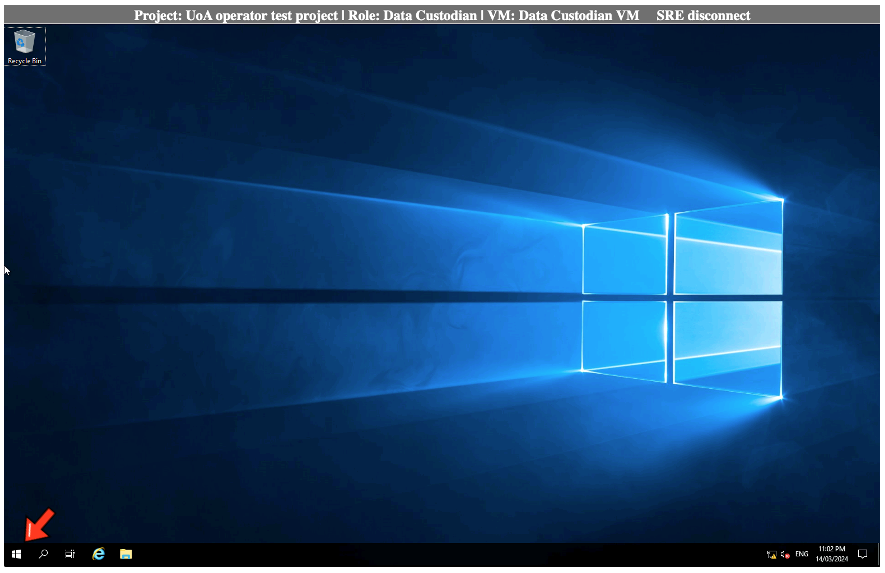 Project: UoA operator test project | Role: Data Custodian | VM: Data Custodian VM SRE disconnect
Recycle Bin
ENG
11:02 PM
14/03/2024